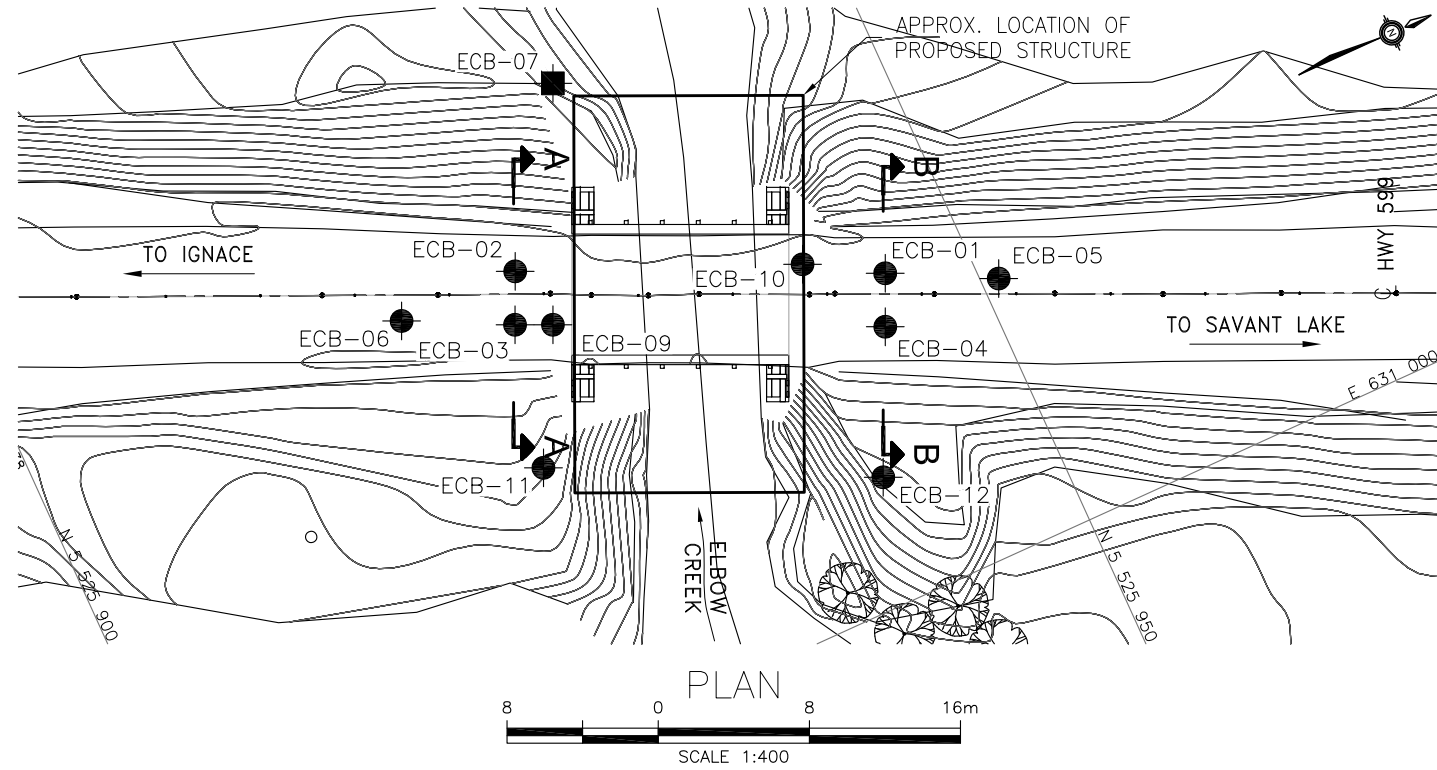 APPROX. LOCATION OF
PROPOSED STRUCTURE
N
ECB-07
A
B
HWY 599
TO IGNACE
ECB-02
ECB-10
ECB-01
ECB-05
ECB-06
ECB-03
ECB-09
ECB-04
TO SAVANT LAKE
E 631 000
A
B
ECB-11
ECB-12
N 5 525 900
ELBOW
CREEK
N 5 525 950
PLAN
8 0 8 16m
SCALE 1:400